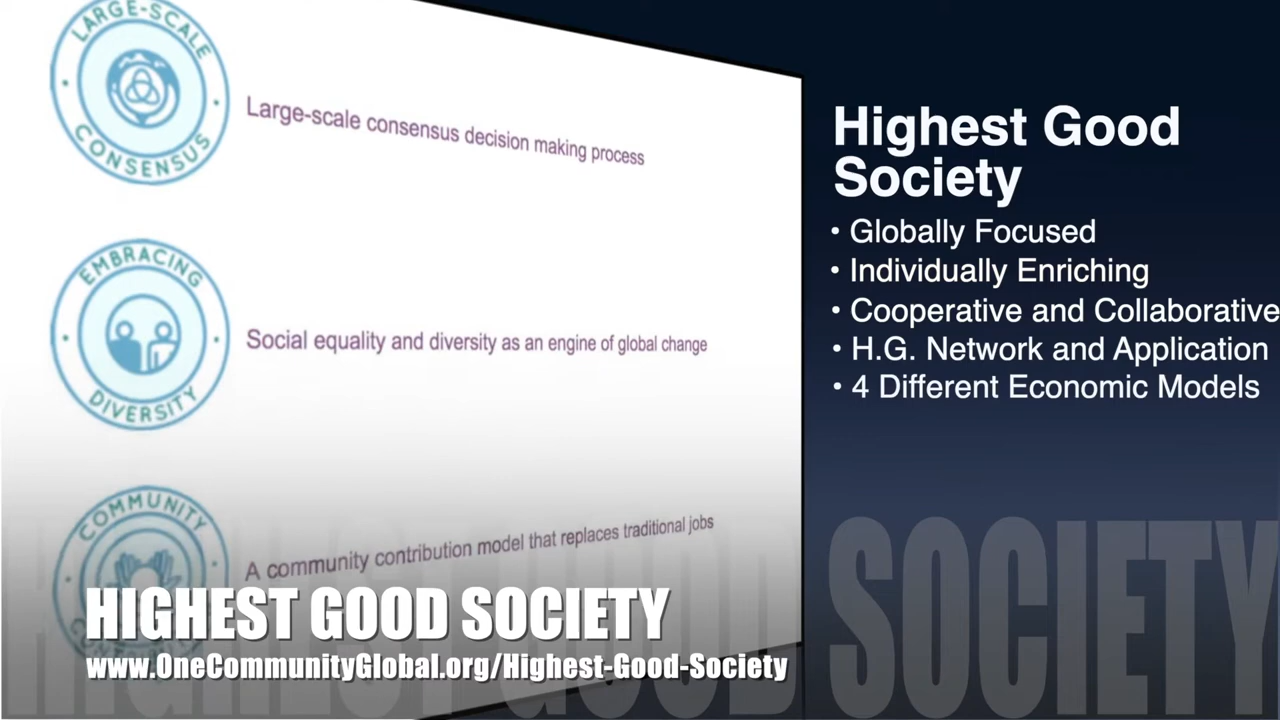 LARGE-SCALE
CONSENSUS
Large-scale consensus decision making process
EMBRACING
DIVERSITY
Social equality and diversity as an engine of global change
COMMUNITY
A community contribution model that replaces traditional jobs
Highest Good
Society
• Globally Focused
• Individually Enriching
• Cooperative and Collaborative
• H.G. Network and Application
• 4 Different Economic Models
HIGHEST GOOD SOCIETY
HIGHEST GOOD SOCIETY
www.OneCommunityGlobal.org/Highest-Good-Society